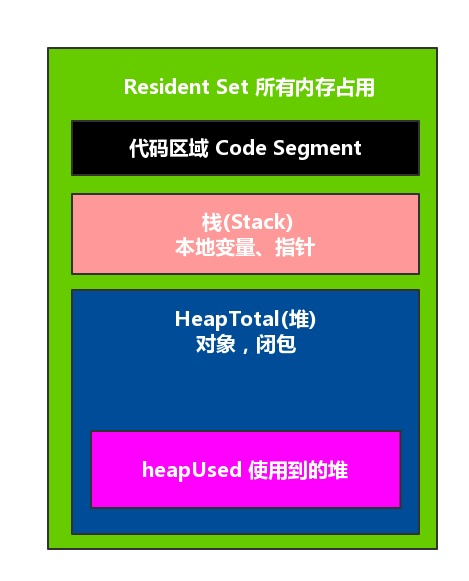 Resident Set 所有内存占用
代码区域 Code Segment
栈(Stack)
本地变量、指针
HeapTotal(堆)
对象，闭包
heapUsed 使用到的堆